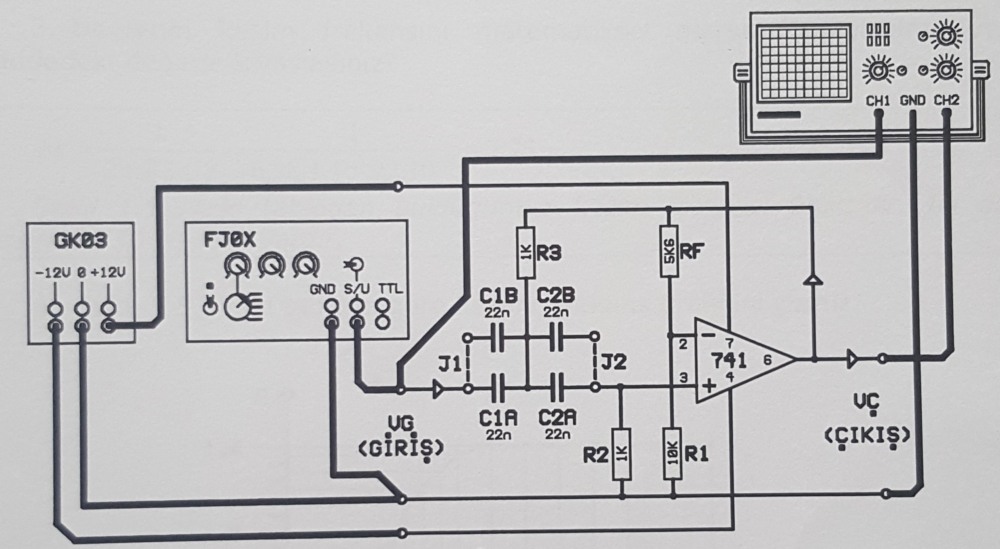 CH1 GND CH2
GK03
-12V 0 +12V
FJ0X
GND S/U TTL
1K
R3
5K6
RF
C1B
22n
C2B
22n
J1
J2
2
-
7
741
6
3
+
4
C1A
22n
C2A
22n
VG
(GİRİŞ)
R2
1K
10K
R1
VÇ
(ÇIKIŞ)